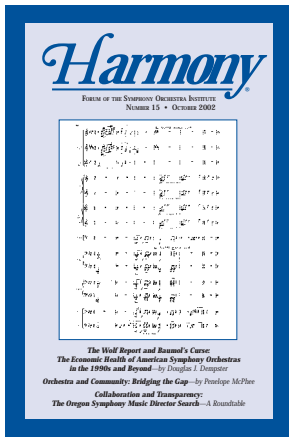 Harmony®
FORUM OF THE SYMPHONY ORCHESTRA INSTITUTE
NUMBER 15 • OCTOBER 2002
The Wolf Report and Baumol's Curse:
The Economic Health of American Symphony Orchestras
in the 1990s and Beyond—by Douglas J. Dempster
Orchestra and Community: Bridging the Gap—by Penelope McPhee
Collaboration and Transparency:
The Oregon Symphony Music Director Search—A Roundtable